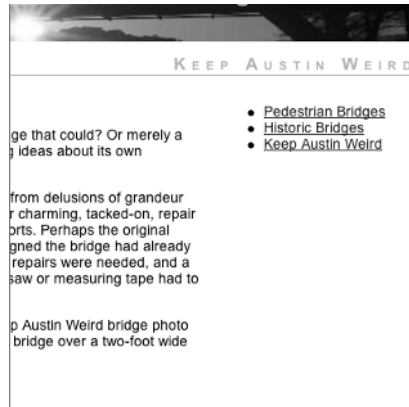 KEEP AUSTIN WEIRD
ge that could? Or merely a
g ideas about its own
from delusions of grandeur
r charming, tacked-on, repair
orts. Perhaps the original
gned the bridge had already
repairs were needed, and a
saw or measuring tape had to
p Austin Weird bridge photo
bridge over a two-foot wide
Pedestrian Bridges
Historic Bridges
Keep Austin Weird